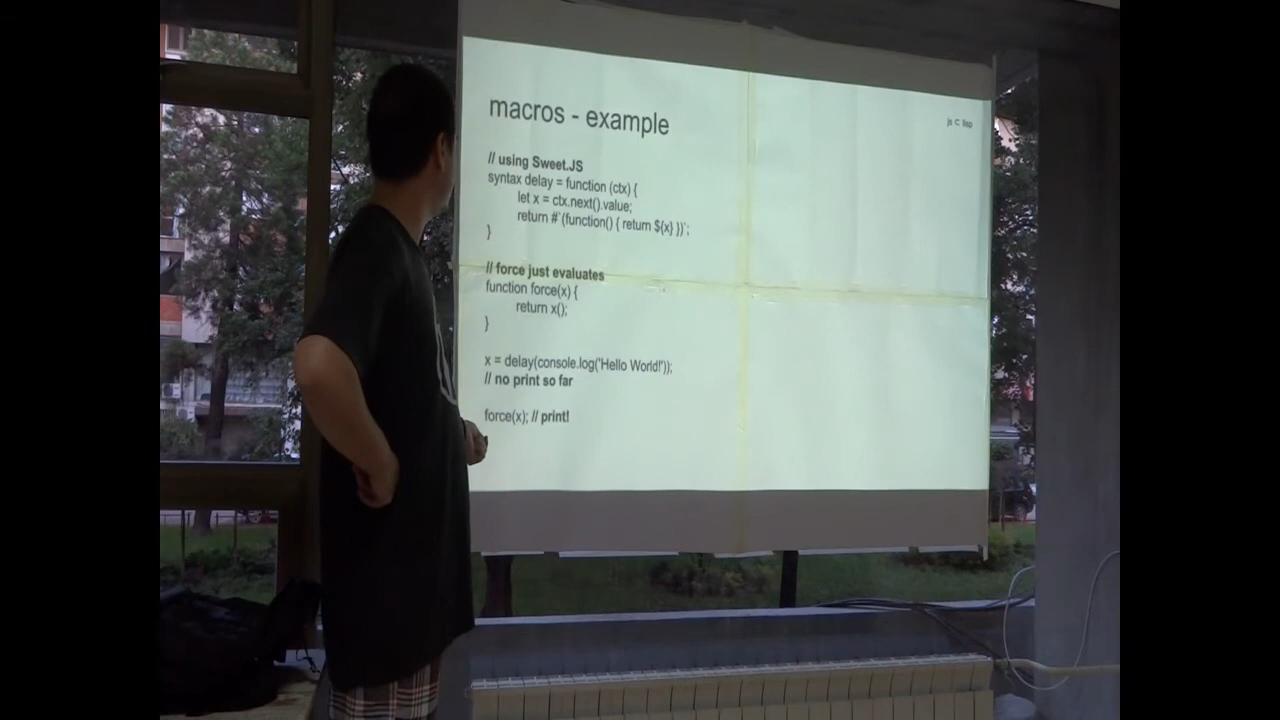 macros - example
js ⊂ lisp
// using Sweet.JS
syntax delay = function (ctx) {
let x = ctx.next().value;
return #`(function() { return ${x} })`;
}
// force just evaluates
function force(x) {
return x();
}
x = delay(console.log('Hello World!'));
// no print so far
force(x); // print!